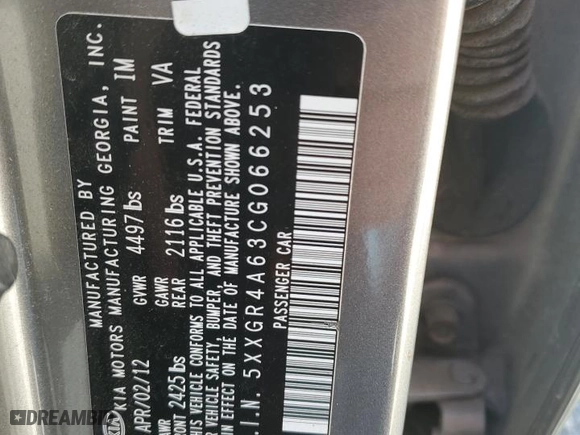 MANUFACTURED BY
KIA MOTORS MANUFACTURING GEORGIA, INC.
APR/02/12 GVWR 4497 lbs PAINT IM
GAWR FRONT 2425 lbs GAWR REAR 2116 lbs TRIM VA
THIS VEHICLE CONFORMS TO ALL APPLICABLE U.S.A. FEDERAL
VEHICLE SAFETY, BUMPER, AND THEFT PREVENTION STANDARDS
IN EFFECT ON THE DATE OF MANUFACTURE SHOWN ABOVE.
.I.N. 5XXGR4A63CG066253
PASSENGER CAR
DREAMBID